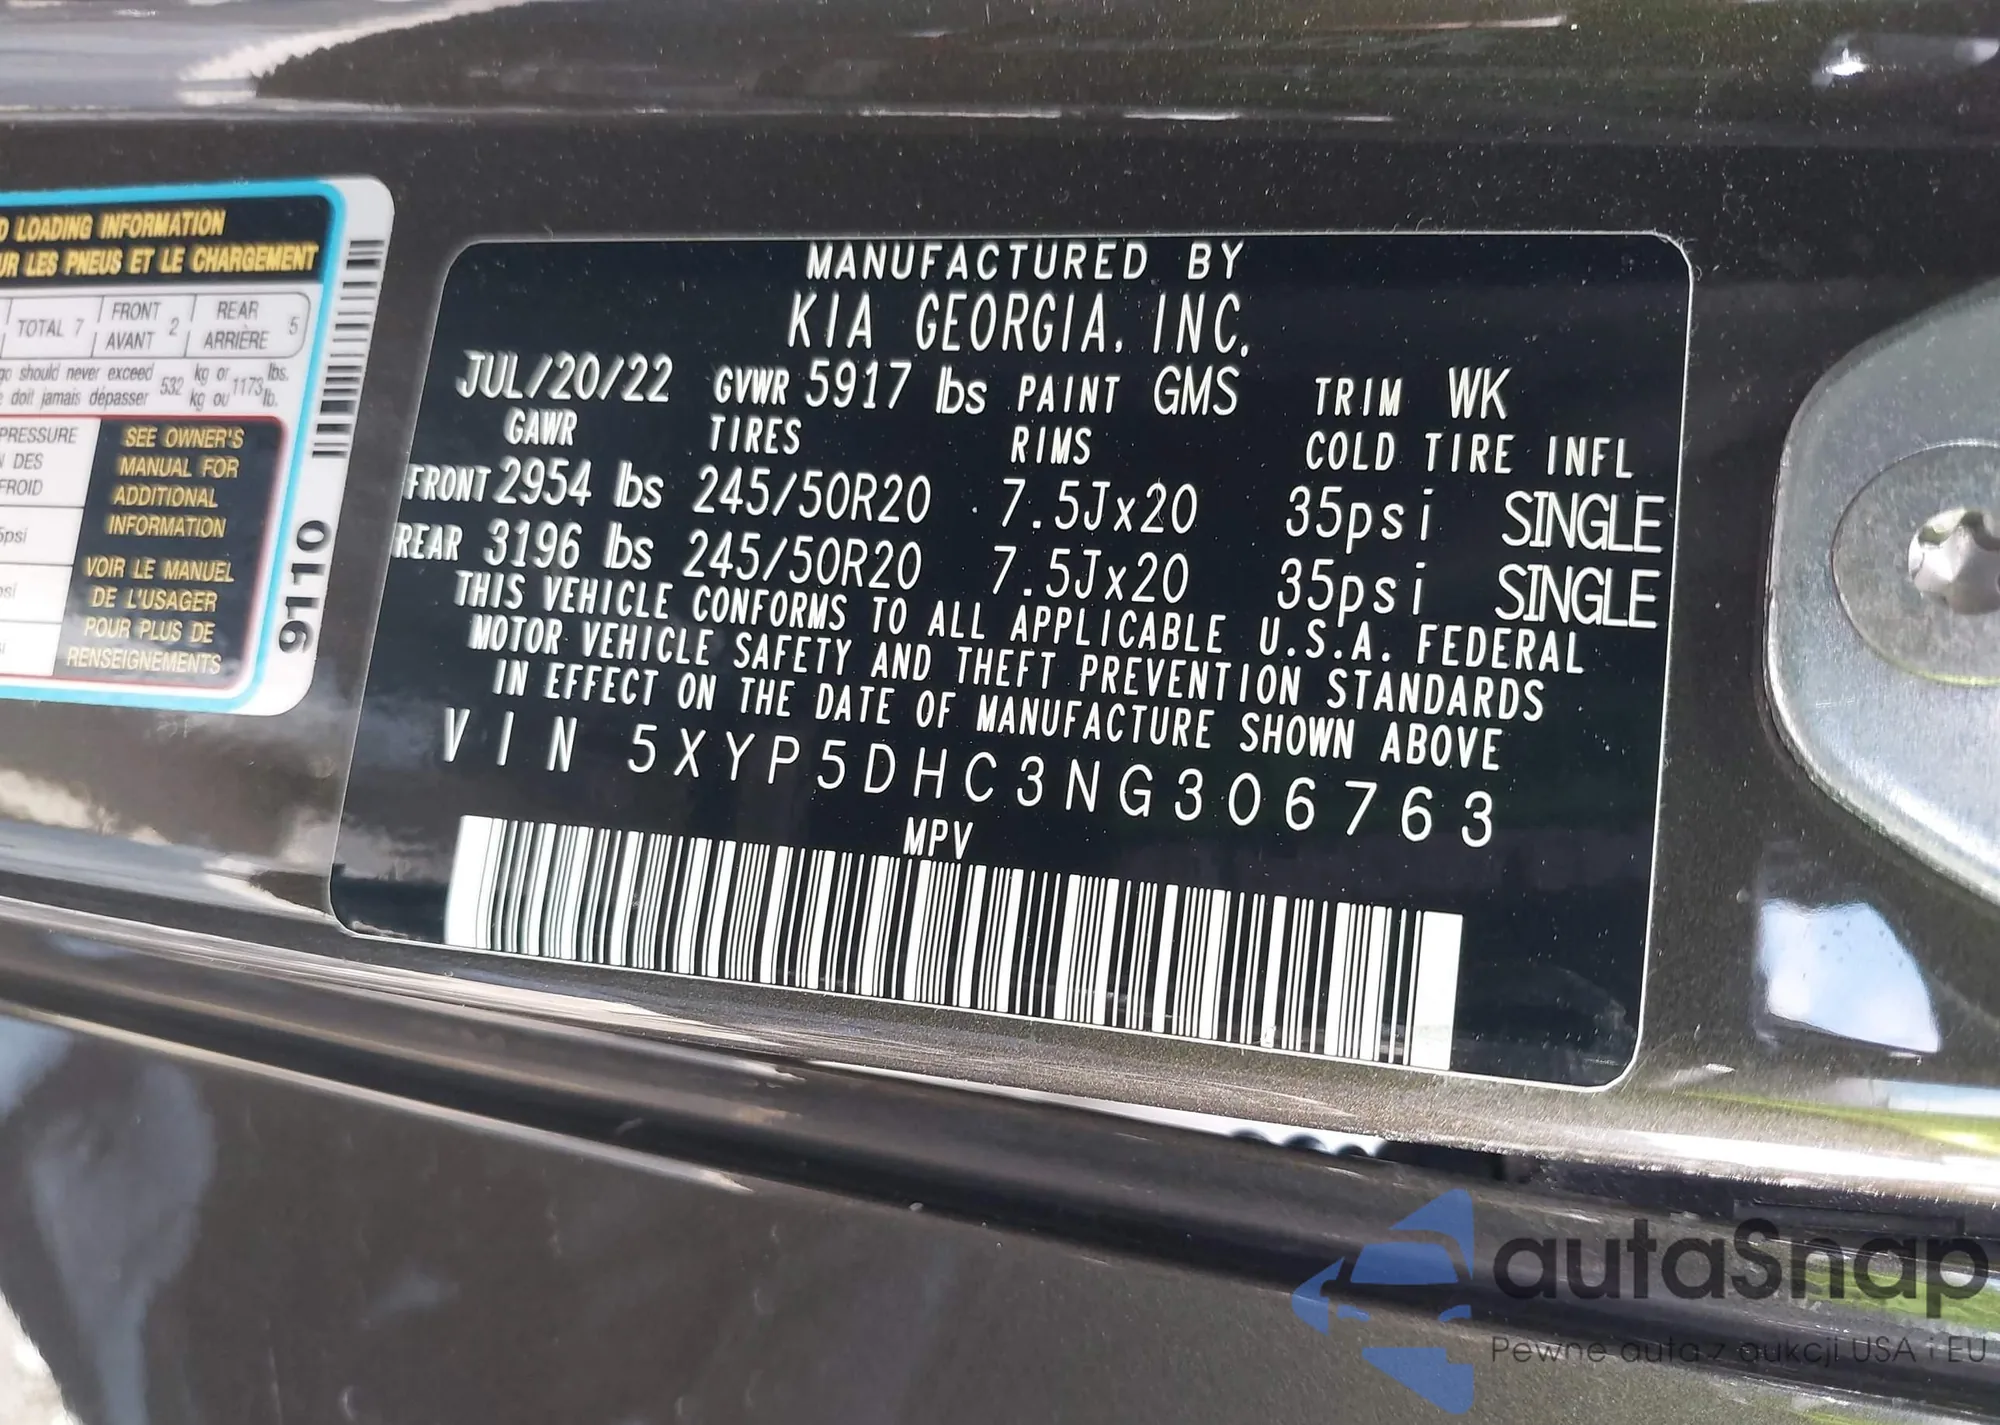 D LOADING INFORMATION
UR LES PNEUS ET LE CHARGEMENT
TOTAL 7
FRONT
AVANT 2
REAR
ARRIÈRE 5
go should never exceed 532 kg or 1173 lbs.
e doit jamais dépasser kg ou lb.
PRESSURE
N DES
FROID
5psi
psi
SEE OWNER'S
MANUAL FOR
ADDITIONAL
INFORMATION
VOIR LE MANUEL
DE L'USAGER
POUR PLUS DE
RENSEIGNEMENTS
9110
MANUFACTURED BY
KIA GEORGIA, INC.
JUL/20/22 GVWR 5917 lbs PAINT GMS TRIM WK
GAWR TIRES RIMS COLD TIRE INFL
FRONT 2954 lbs 245/50R20 7.5Jx20 35psi SINGLE
REAR 3196 lbs 245/50R20 7.5Jx20 35psi SINGLE
THIS VEHICLE CONFORMS TO ALL APPLICABLE U.S.A. FEDERAL
MOTOR VEHICLE SAFETY AND THEFT PREVENTION STANDARDS
IN EFFECT ON THE DATE OF MANUFACTURE SHOWN ABOVE
VIN 5XYP5DHC3NG306763
MPV
autaSnap
Pewne auta z aukcji USA i EU